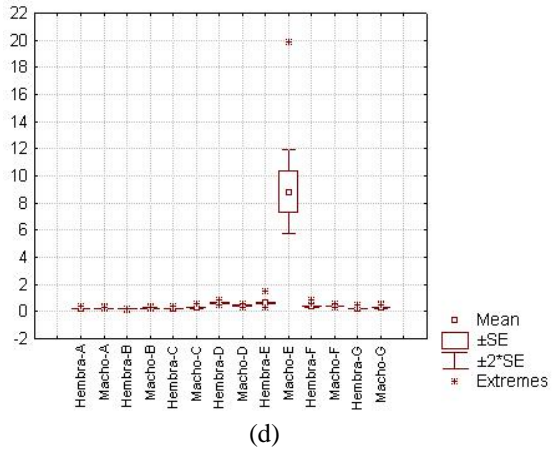 22
20
18
16
14
12
10
8
6
4
2
0
-2
Hembra-A
Macho-A
Hembra-B
Macho-B
Hembra-C
Macho-C
Hembra-D
Macho-D
Hembra-E
Macho-E
Hembra-F
Macho-F
Hembra-G
Macho-G
Mean
±SE
±2*SE
Extremes
(d)